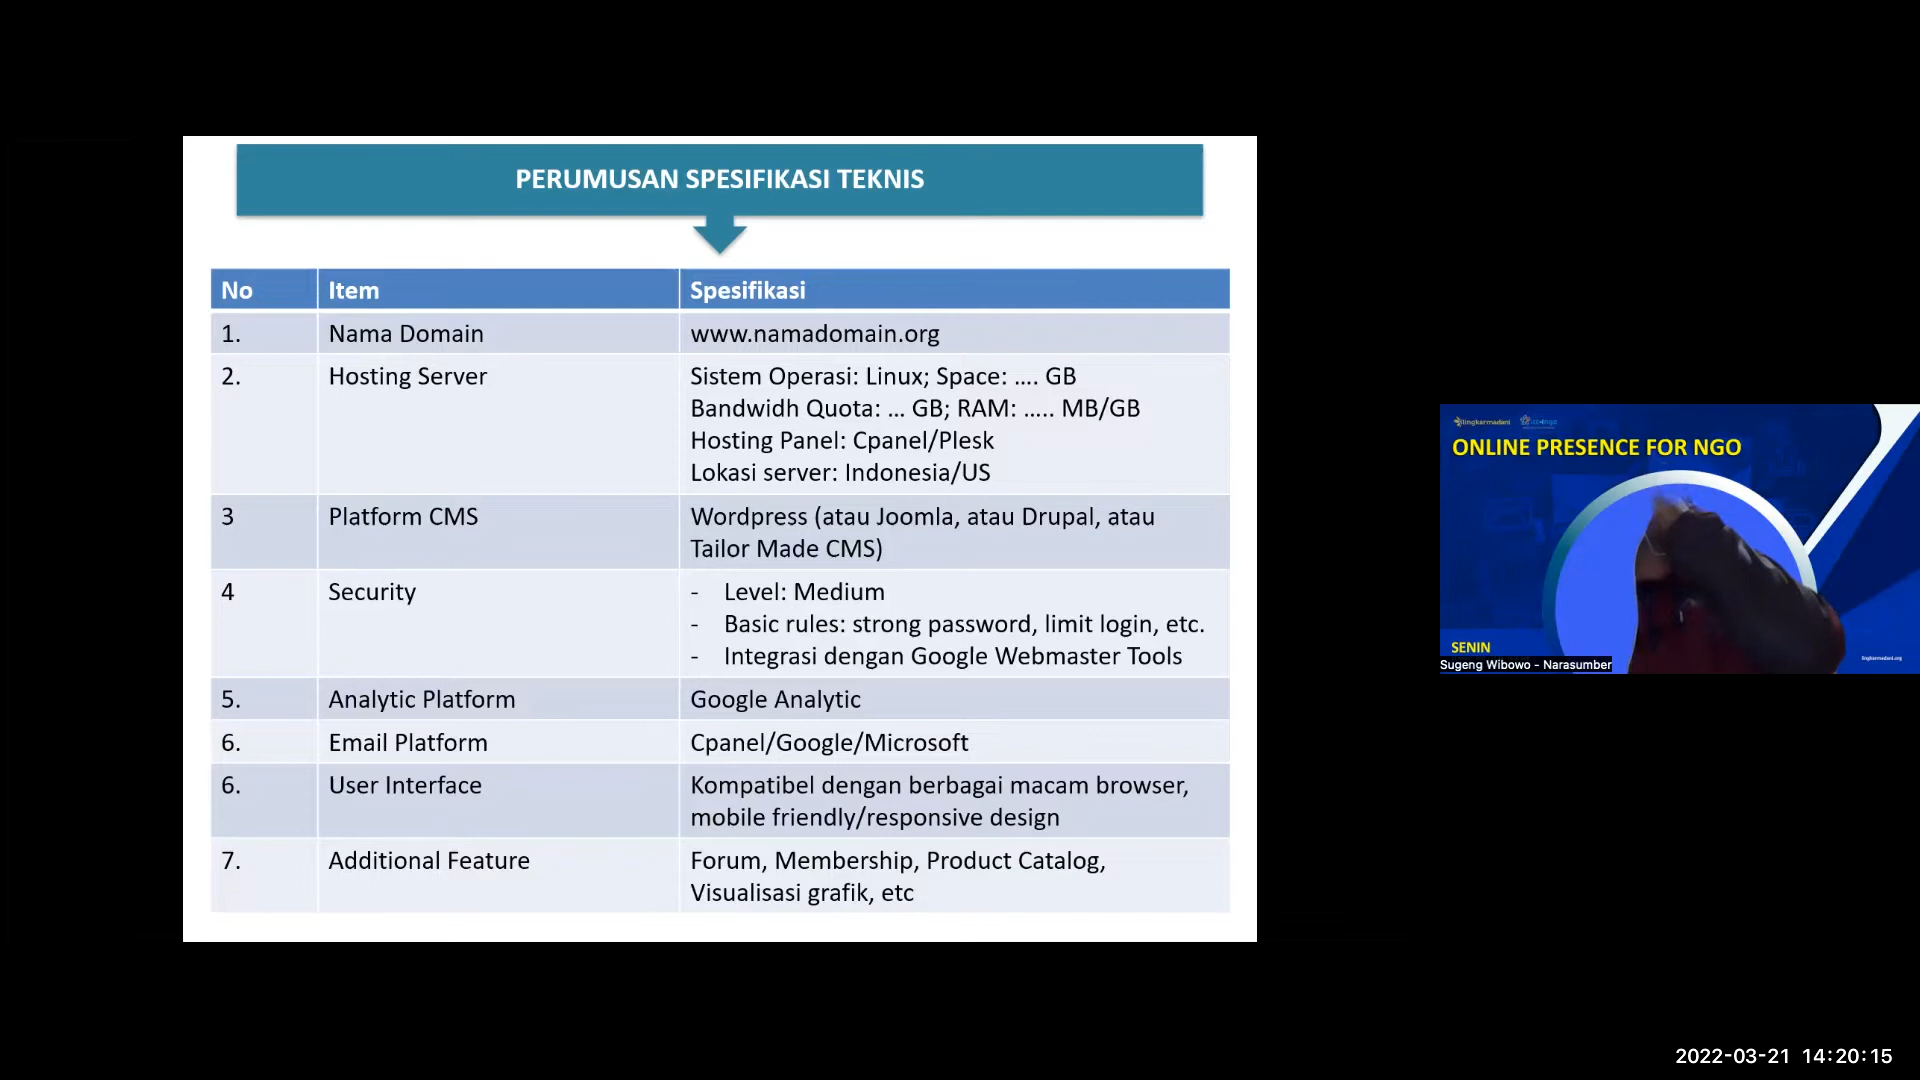 PERUMUSAN SPESIFIKASI TEKNIS
No Item Spesifikasi
1. Nama Domain www.namadomain.org
2. Hosting Server Sistem Operasi: Linux; Space: .... GB
Bandwidh Quota: ... GB; RAM: ..... MB/GB
Hosting Panel: Cpanel/Plesk
Lokasi server: Indonesia/US
3 Platform CMS Wordpress (atau Joomla, atau Drupal, atau
Tailor Made CMS)
4 Security - Level: Medium
- Basic rules: strong password, limit login, etc.
- Integrasi dengan Google Webmaster Tools
5. Analytic Platform Google Analytic
6. Email Platform Cpanel/Google/Microsoft
6. User Interface Kompatibel dengan berbagai macam browser,
mobile friendly/responsive design
7. Additional Feature Forum, Membership, Product Catalog,
Visualisasi grafik, etc
lingkarmadani
ONLINE PRESENCE FOR NGO
SENIN
Sugeng Wibowo - Narasumber
lingkarmadani.org
2022-03-21 14:20:15